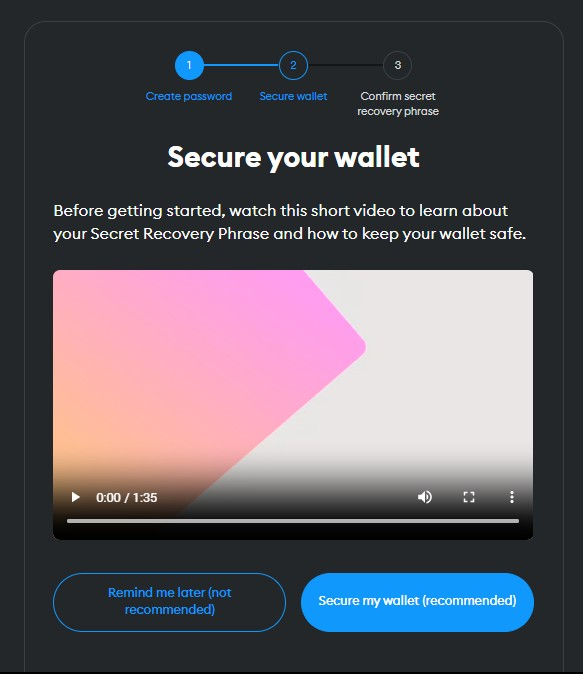 1
2
3
Create password
Secure wallet
Confirm secret
recovery phrase
Secure your wallet
Before getting started, watch this short video to learn about
your Secret Recovery Phrase and how to keep your wallet safe.
0:00 / 1:35
Remind me later (not
recommended)
Secure my wallet (recommended)